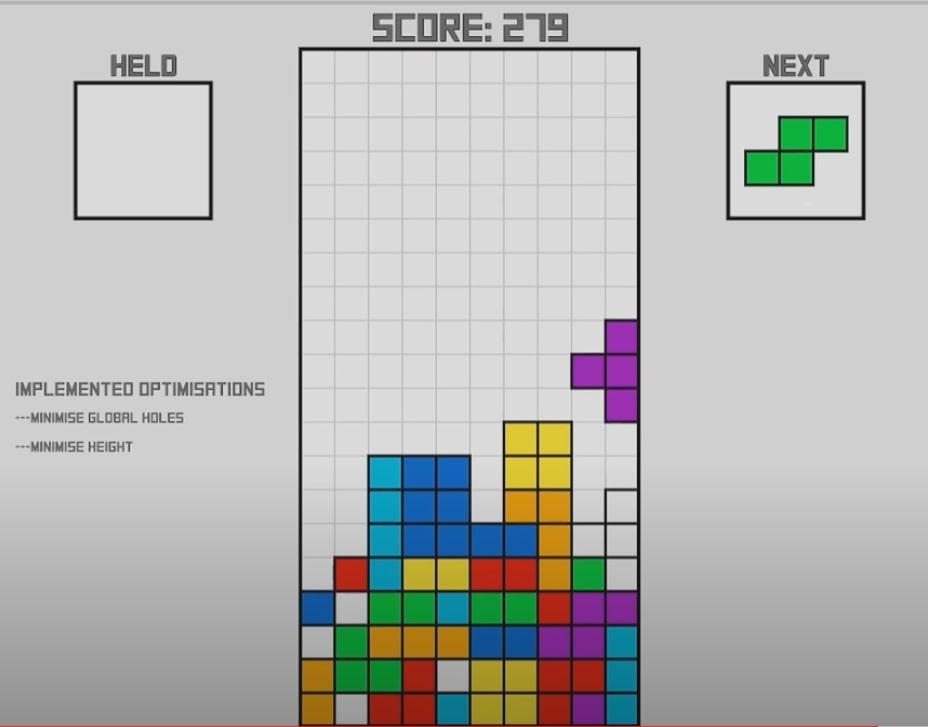 SCORE: 279
HELD
NEXT
IMPLEMENTED OPTIMISATIONS
---MINIMISE GLOBAL HOLES
---MINIMISE HEIGHT